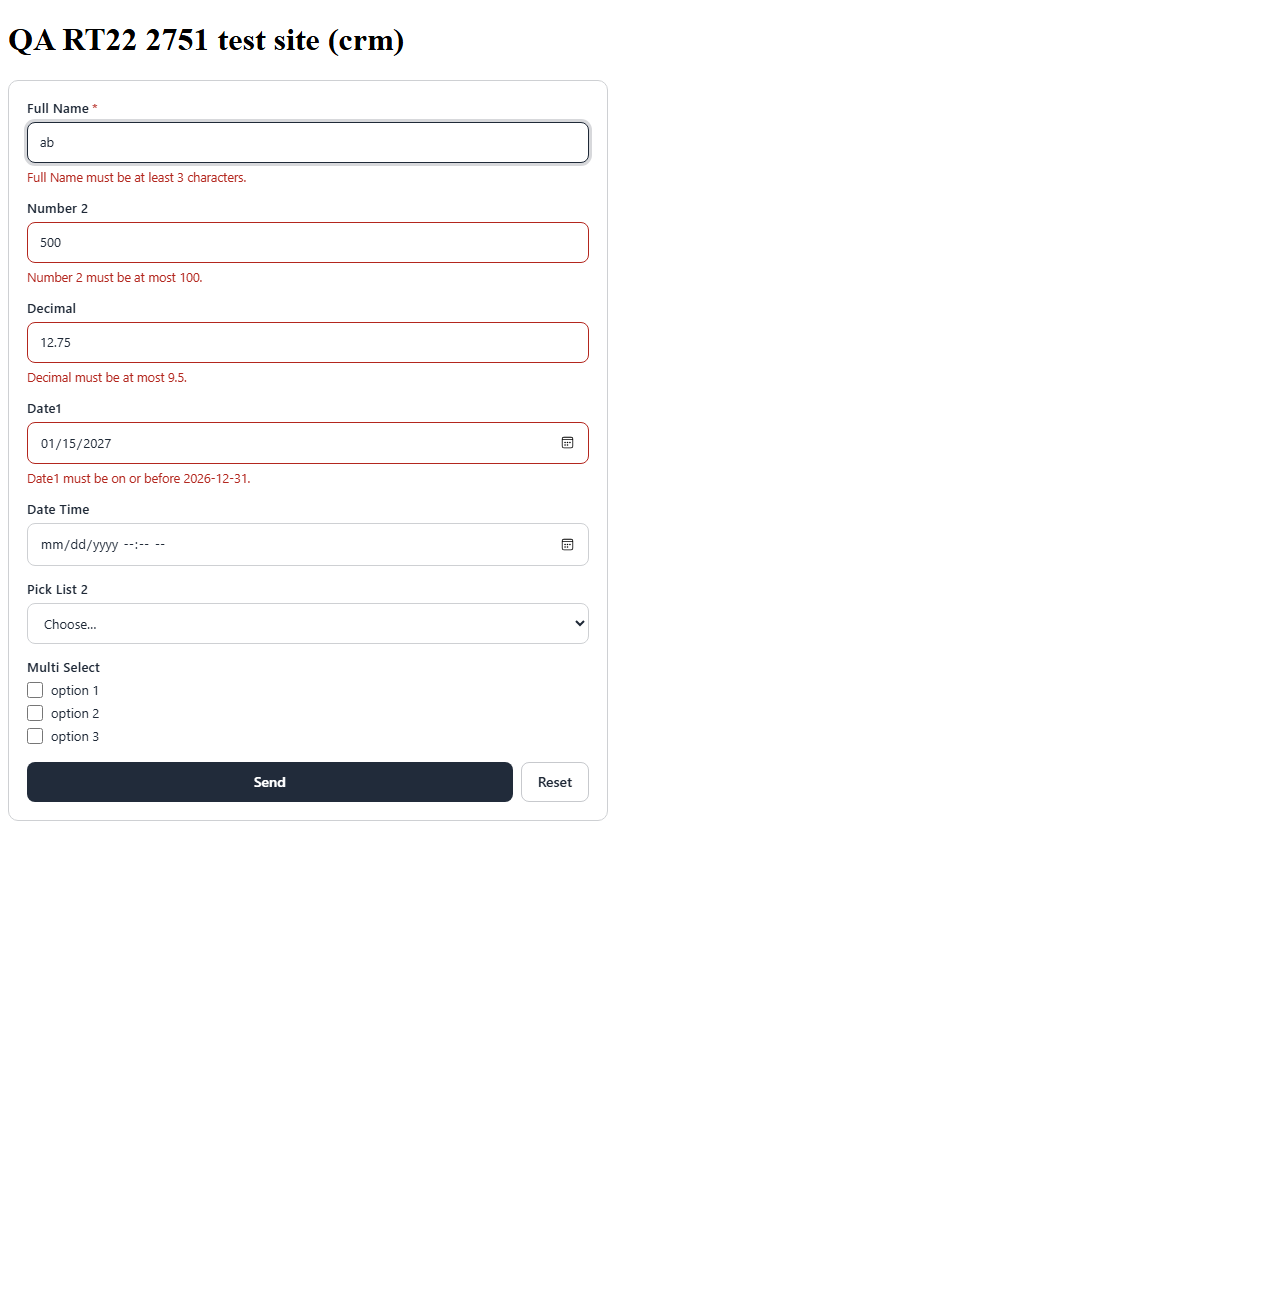 QA RT22 2751 test site (crm)
Full Name *
ab
Full Name must be at least 3 characters.
Number 2
500
Number 2 must be at most 100.
Decimal
12.75
Decimal must be at most 9.5.
Date1
01/15/2027
Date1 must be on or before 2026-12-31.
Date Time
mm/dd/yyyy --:-- --
Pick List 2
Choose...
Multi Select
option 1
option 2
option 3
Send Reset